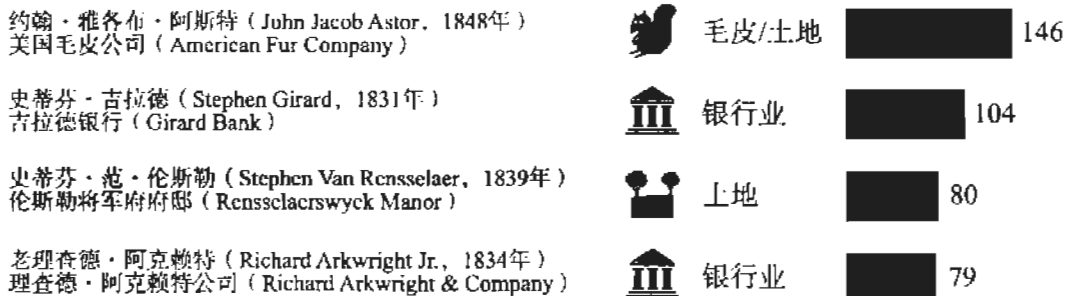 约翰·雅各布·阿斯特（John Jacob Astor，1848年）
美国毛皮公司（American Fur Company）
毛皮/土地
146
史蒂芬·吉拉德（Stephen Girard，1831年）
吉拉德银行（Girard Bank）
银行业
104
史蒂芬·范·伦斯勒（Stephen Van Rensselaer，1839年）
伦斯勒将军府府邸（Rensselaerswyck Manor）
土地
80
老理查德·阿克赖特（Richard Arkwright Jr.，1834年）
理查德·阿克赖特公司（Richard Arkwright & Company）
银行业
79